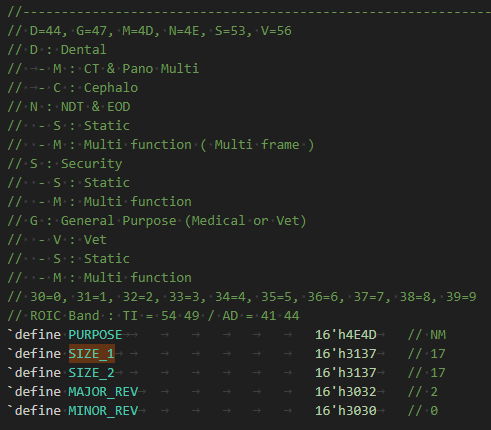 //----------------------------------------------------------
// D=44, G=47, M=4D, N=4E, S=53, V=56
// D : Dental
// - M : CT & Pano Multi
// - C : Cephalo
// N : NDT & EOD
// - S : Static
// - M : Multi function ( Multi frame )
// S : Security
// - S : Static
// - M : Multi function
// G : General Purpose (Medical or Vet)
// - V : Vet
// - S : Static
// - M : Multi function
// 30=0, 31=1, 32=2, 33=3, 34=4, 35=5, 36=6, 37=7, 38=8, 39=9
// ROIC Band : TI = 54 49 / AD = 41 44
`define PURPOSE 16'h4E4D // NM
`define SIZE_1 16'h3137 // 17
`define SIZE_2 16'h3137 // 17
`define MAJOR_REV 16'h3032 // 2
`define MINOR_REV 16'h3030 // 0